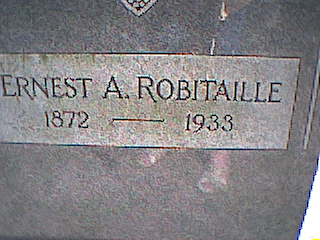 ERNEST A. ROBITAILLE
1872 — 1933